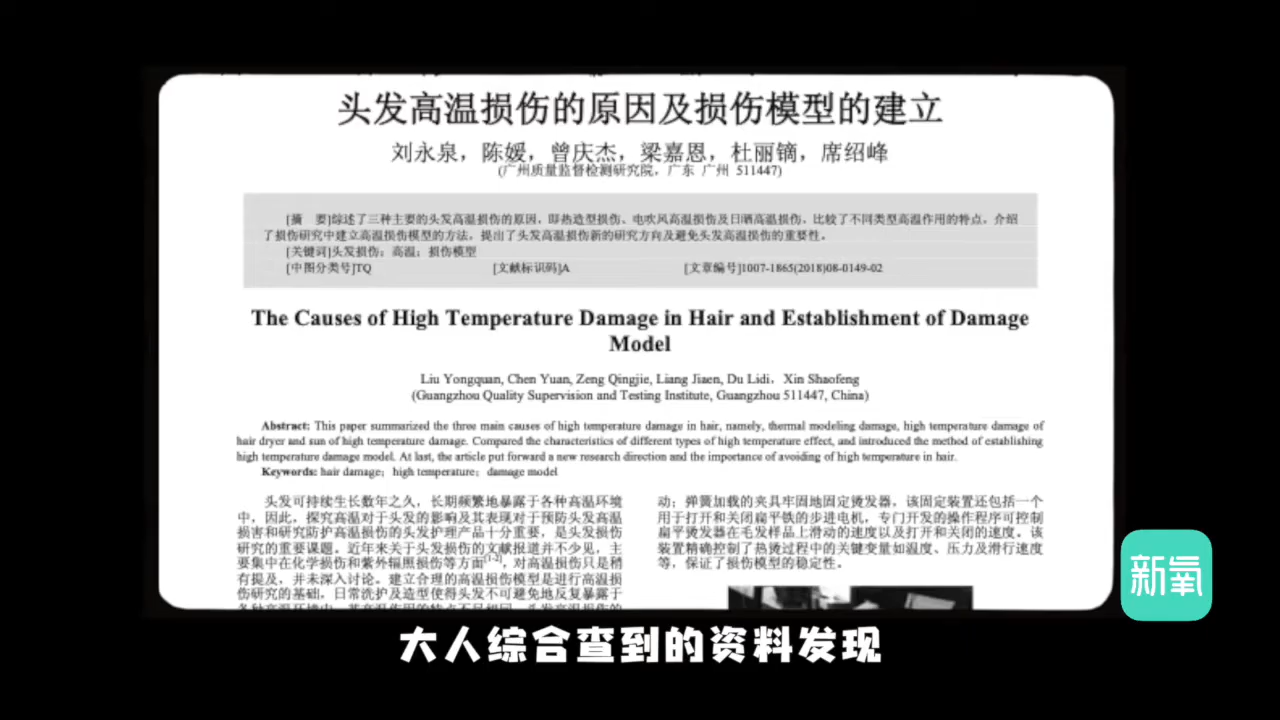 头发高温损伤的原因及损伤模型的建立
刘永泉，陈媛，曾庆杰，梁嘉恩，杜丽镝，席绍峰
(广州质量监督检测研究院，广东 广州 511447)
[摘 要]综述了三种主要的头发高温损伤的原因，即热造型损伤、电吹风高温损伤及日晒高温损伤。比较了不同类型高温作用的特点，介绍
了损伤研究中建立高温损伤模型的方法，提出了头发高温损伤新的研究方向及避免头发高温损伤的重要性。
[关键词]头发损伤；高温；损伤模型
[中图分类号]TQ [文献标识码]A [文章编号]1007-1865(2018)08-0149-02
The Causes of High Temperature Damage in Hair and Establishment of Damage
Model
Liu Yongquan, Chen Yuan, Zeng Qingjie, Liang Jiaen, Du Lidi，Xin Shaofeng
(Guangzhou Quality Supervision and Testing Institute, Guangzhou 511447, China)
Abstract: This paper summarized the three main causes of high temperature damage in hair, namely, thermal modeling damage, high temperature damage of
hair dryer and sun of high temperature damage. Compared the characteristics of different types of high temperature effect, and introduced the method of establishing
high temperature damage model. At last, the article put forward a new research direction and the importance of avoiding of high temperature in hair.
Keywords: hair damage；high temperature；damage model
头发可持续生长数年之久，长期频繁地暴露于各种高温环境
中，因此，探究高温对于头发的影响及其表现对于预防头发高温
损害和研究防护高温损伤的头发护理产品十分重要，是头发损伤
研究的重要课题。近年来关于头发损伤的文献报道并不少见，主
要集中在化学损伤和紫外辐照损伤等方面[1-2]，对高温损伤只是稍
有提及，并未深入讨论。建立合理的高温损伤模型是进行高温损
伤研究的基础，日常洗护及造型使得头发不可避免地反复暴露于
动；弹簧加载的夹具牢固地固定烫发器，该固定装置还包括一个
用于打开和关闭扁平铁的步进电机，专门开发的操作程序可控制
扁平烫发器在毛发样品上滑动的速度以及打开和关闭的速度。该
装置精确控制了热烫过程中的关键变量如温度、压力及滑行速度
等，保证了损伤模型的稳定性。
新氧
大人综合查到的资料发现